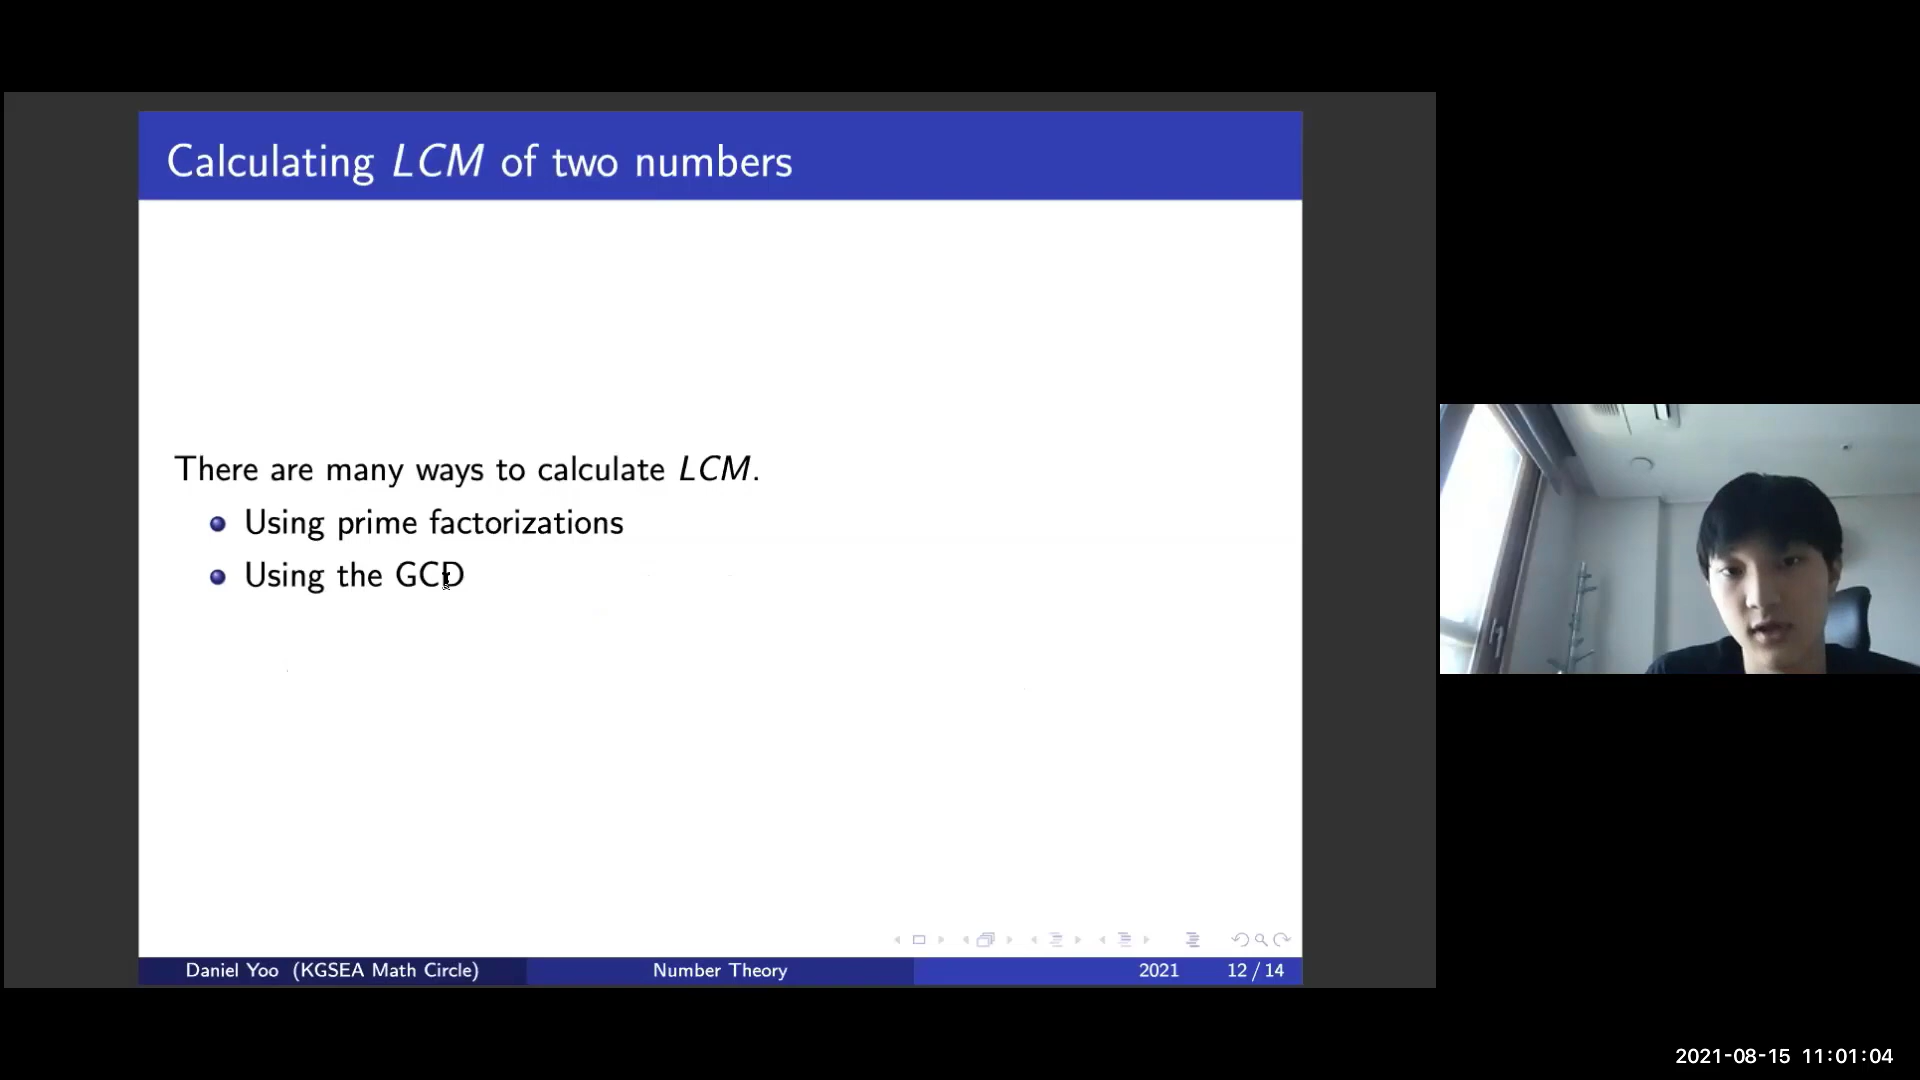 Calculating LCM of two numbers
There are many ways to calculate LCM.
Using prime factorizations
Using the GCD
Daniel Yoo (KGSEA Math Circle) Number Theory 2021 12 / 14
2021-08-15 11:01:04